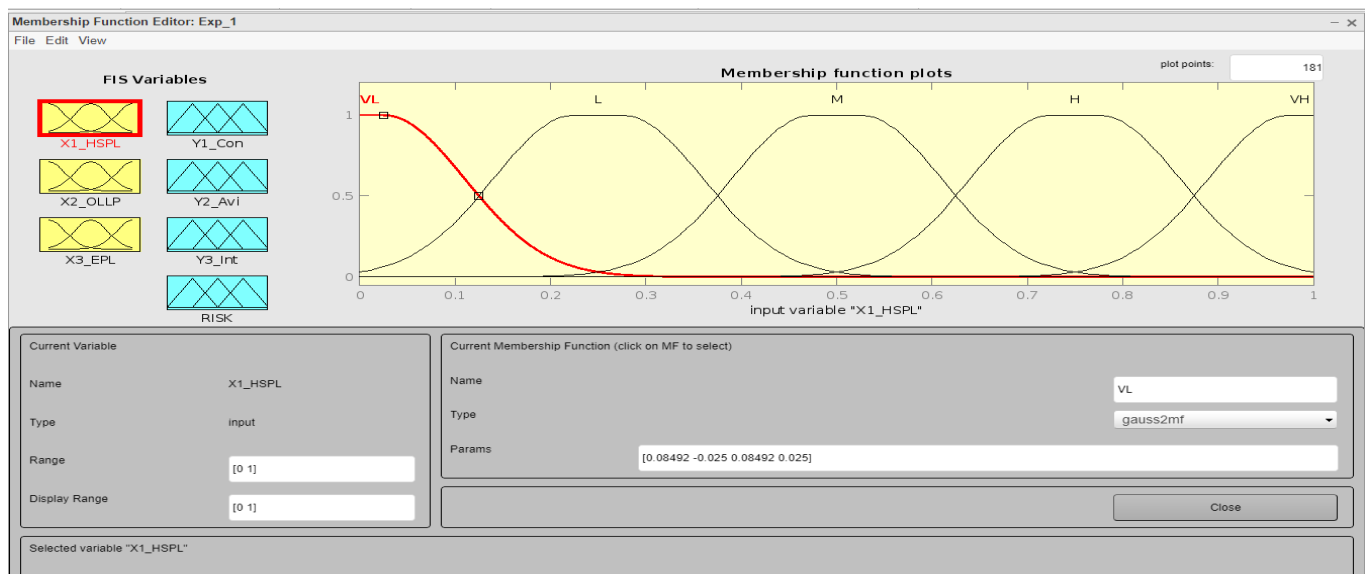 Membership Function Editor: Exp_1
File Edit View
FIS Variables
X1_HSPL
Y1_Con
X2_OLLP
Y2_Avi
X3_EPL
Y3_Int
RISK
Membership function plots
plot points:
181
VL L M H VH
1
0.5
0
0 0.1 0.2 0.3 0.4 0.5 0.6 0.7 0.8 0.9 1
input variable "X1_HSPL"
Current Variable
Name X1_HSPL
Type input
Range [0 1]
Display Range [0 1]
Current Membership Function (click on MF to select)
Name VL
Type gauss2mf
Params [0.08492 -0.025 0.08492 0.025]
Close
Selected variable "X1_HSPL"